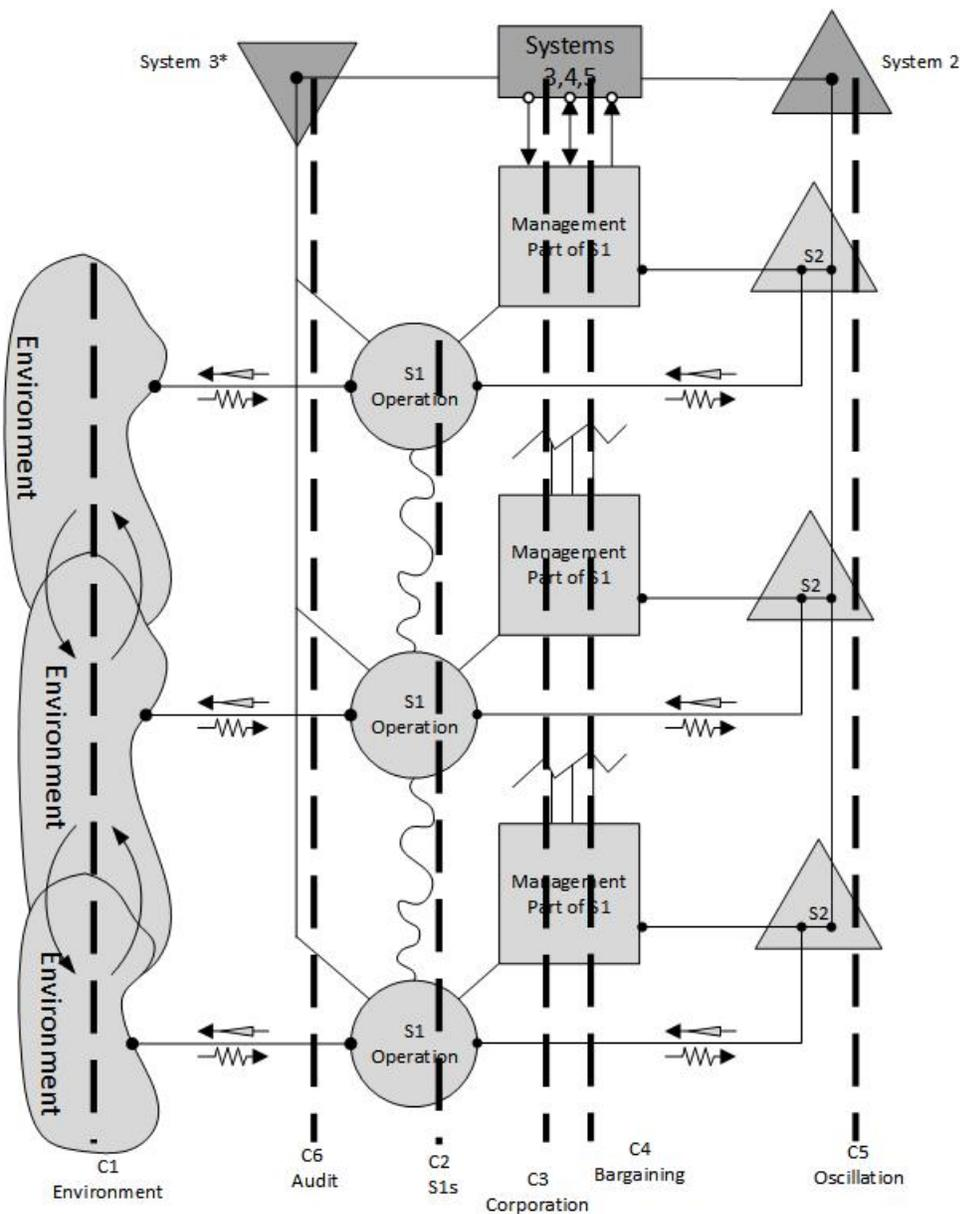 System 3*
Systems
3,4,5
System 2
Management
Part of S1
S2
Environment
S1
Operation
Management
Part of S1
S2
Environment
S1
Operation
Management
Part of S1
S2
Environment
S1
Operation
C1
Environment
C6
Audit
C2
S1s
C3
Corporation
C4
Bargaining
C5
Oscillation